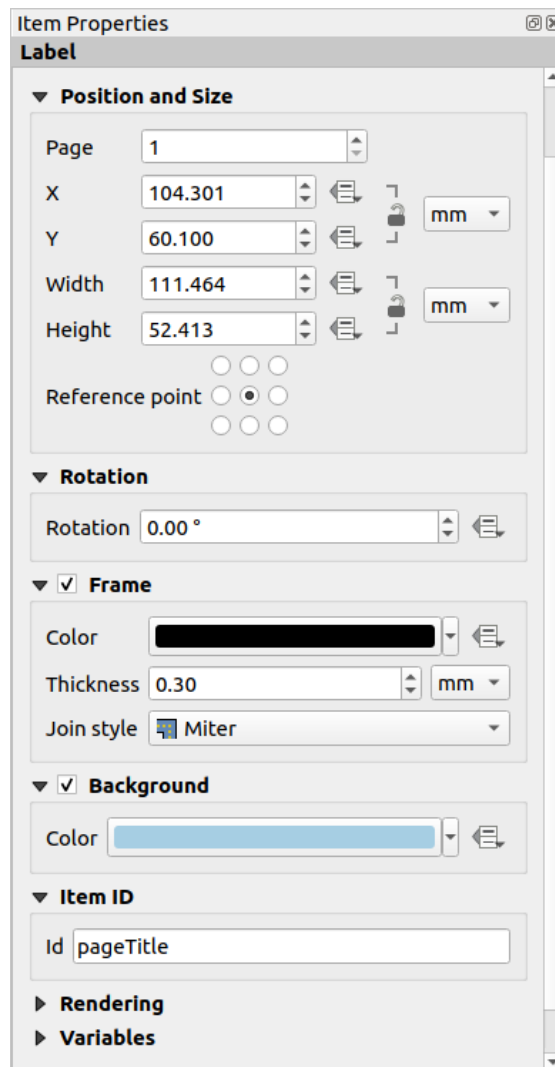 Item Properties
Label
Position and Size
Page 1
X 104.301
mm
Y 60.100
Width 111.464
mm
Height 52.413
Reference point
Rotation
Rotation 0.00 °
Frame
Color
Thickness 0.30 mm
Join style Miter
Background
Color
Item ID
Id pageTitle
Rendering
Variables